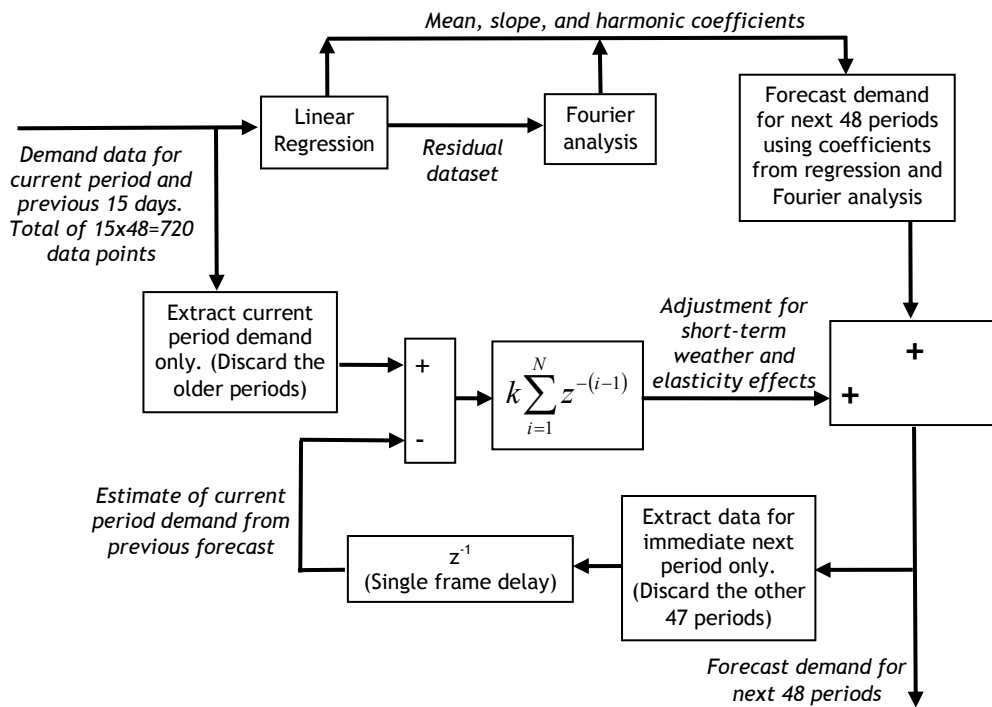 Mean, slope, and harmonic coefficients
Linear
Regression
Residual
dataset
Fourier
analysis
Forecast demand
for next 48 periods
using coefficients
from regression and
Fourier analysis
Demand data for
current period and
previous 15 days.
Total of 15x48=720
data points
Extract current
period demand
only. (Discard the
older periods)
+
-
k∑_{i=1}^{N} z^{-(i-1)}
Adjustment for
short-term
weather and
elasticity effects
+
+
Estimate of current
period demand from
previous forecast
z^{-1}
(Single frame delay)
Extract data for
immediate next
period only.
(Discard the other
47 periods)
Forecast demand for
next 48 periods